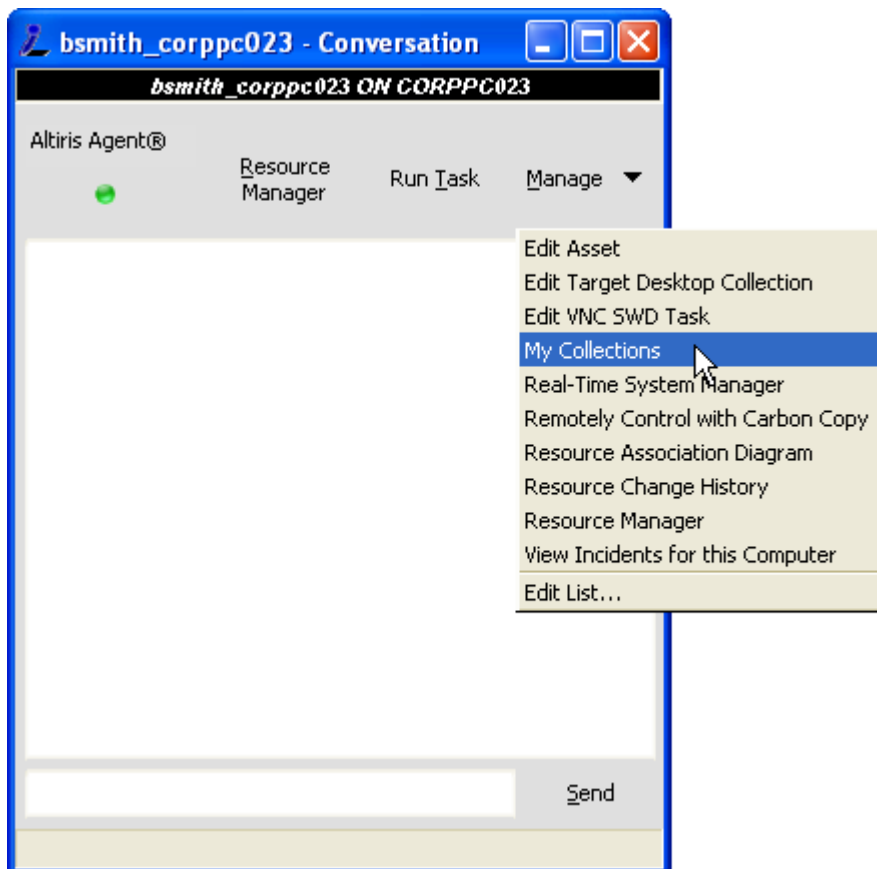 bsmith_corppc023 - Conversation
bsmith_corppc023 ON CORPPC023
Altiris Agent®
Resource
Manager
Run Task
Manage
Edit Asset
Edit Target Desktop Collection
Edit VNC SWD Task
My Collections
Real-Time System Manager
Remotely Control with Carbon Copy
Resource Association Diagram
Resource Change History
Resource Manager
View Incidents for this Computer
Edit List...
Send